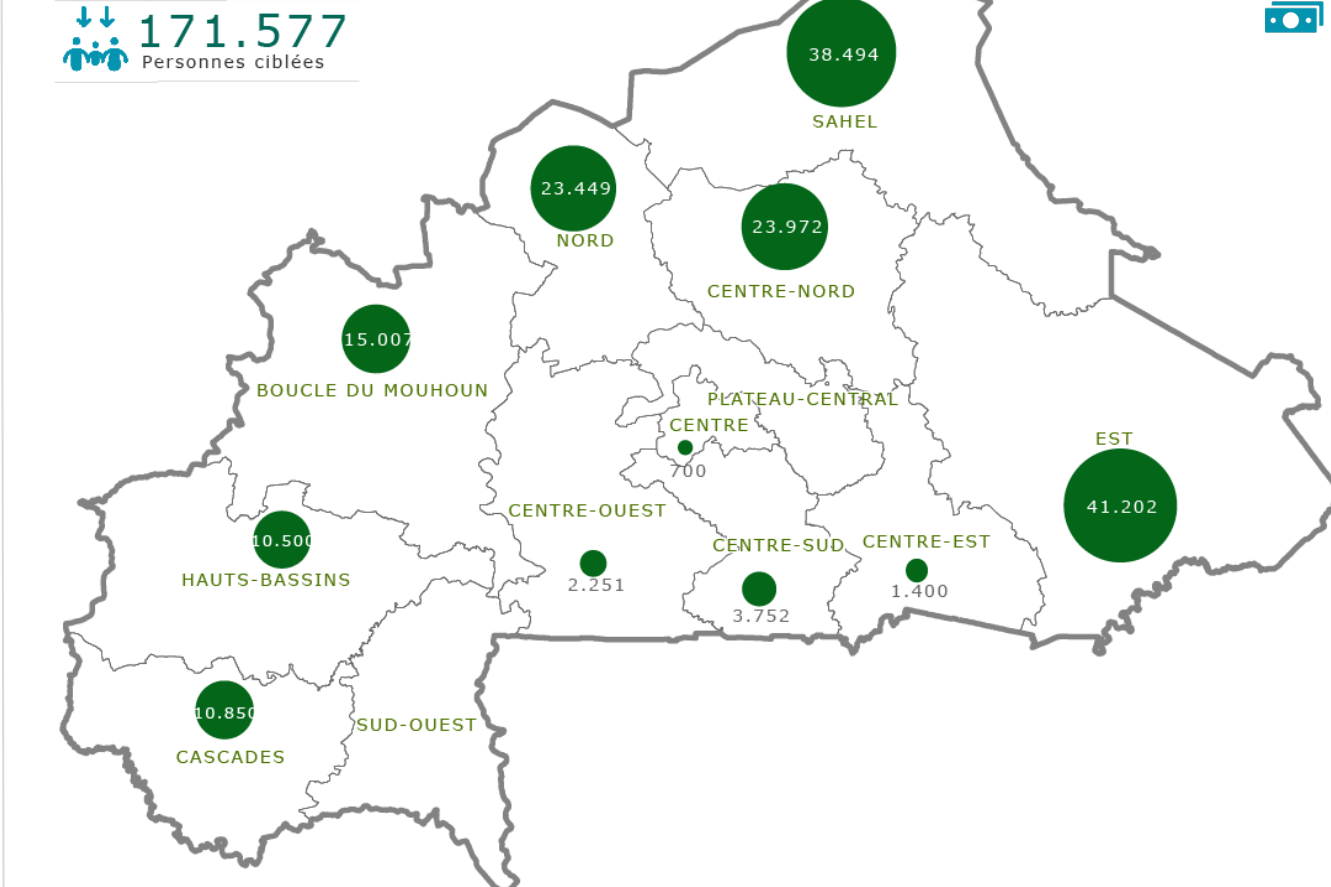 171.577
Personnes ciblées
38.494
SAHEL
23.449
NORD
23.972
CENTRE-NORD
15.007
BOUCLE DU MOUHOUN
PLATEAU-CENTRAL
CENTRE
700
EST
41.202
CENTRE-OUEST
2.251
CENTRE-SUD
3.752
CENTRE-EST
1.400
10.500
HAUTS-BASSINS
10.850
CASCADES
SUD-OUEST